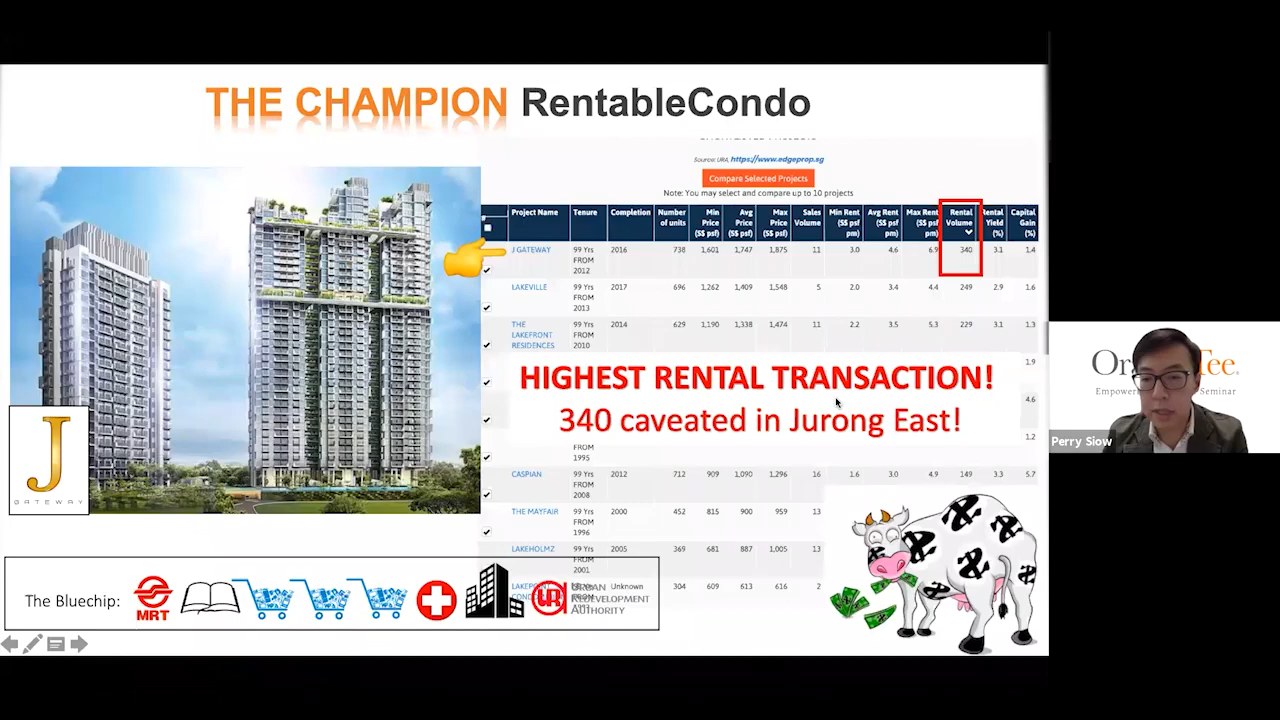 THE CHAMPION RentableCondo
Source: URA, https://www.edgeprop.sg
Compare Selected Projects
Note: You may select and compare up to 10 projects
# Project Name Tenure Completion Number of units Min Price (S$ psf) Avg Price (S$ psf) Max Price (S$ psf) Sales Volume Min Rent (S$ psf pm) Avg Rent (S$ psf pm) Max Rent (S$ psf pm) Rental Volume Rental Yield (%) Capital Gain (%)
J GATEWAY 99 Yrs FROM 2012 2016 738 1,601 1,747 1,875 11 3.0 4.6 6.9 340 3.1 1.4
LAKEVILLE 99 Yrs FROM 2013 2017 696 1,262 1,409 1,548 5 2.0 3.4 4.4 249 2.9 1.6
THE LAKEFRONT RESIDENCES 99 Yrs FROM 2010 2014 629 1,190 1,338 1,474 11 2.2 3.5 5.3 229 3.1 1.3
1.9
HIGHEST RENTAL TRANSACTION!
4.6
340 caveated in Jurong East!
1.2
FROM 1995
CASPIAN 99 Yrs FROM 2008 2012 712 909 1,090 1,296 16 1.6 3.0 4.9 149 3.3 5.7
THE MAYFAIR 99 Yrs FROM 1996 2000 452 815 900 959 13
LAKEHOLMZ 99 Yrs FROM 2001 2005 369 681 887 1,005 13
Unknown 304 609 613 616 2
J
GATEWAY
The Bluechip:
MRT
URBAN
REDEVELOPMENT
AUTHORITY
Or Tee
Empower Seminar
Perry Siow